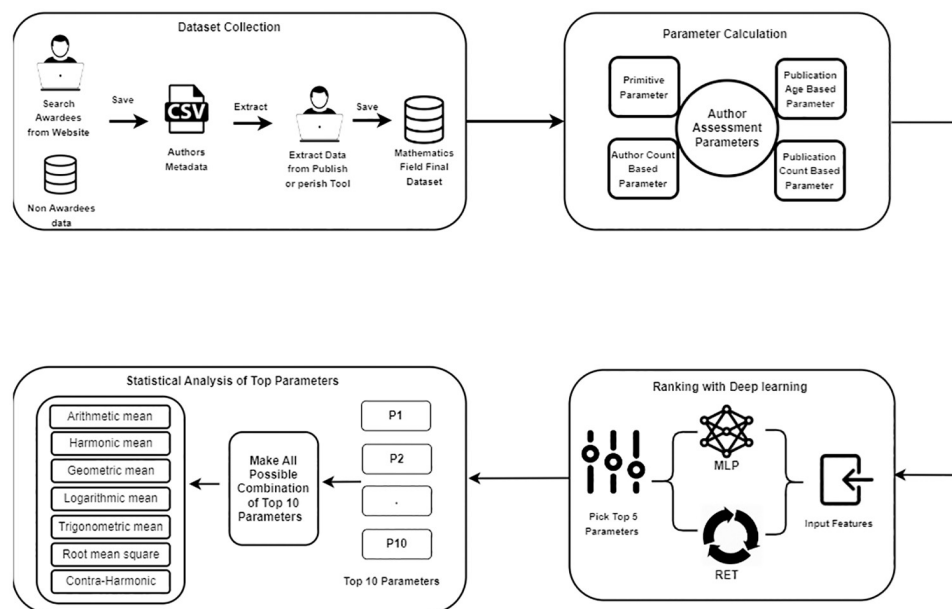 Dataset Collection
Search
Awardees
from Website
Non Awardees
data
Save
CSV
Authors
Metadata
Extract
Extract Data
from Publish
or perish Tool
Save
Mathematics
Field Final
Dataset
Parameter Calculation
Primitive
Parameter
Publication
Age Based
Parameter
Author
Assessment
Parameters
Author Count
Based
Parameter
Publication
Count Based
Parameter
Ranking with Deep learning
Input Features
MLP
RET
Pick Top 5
Parameters
Statistical Analysis of Top Parameters
P1
P2
.
P10
Top 10 Parameters
Make All
Possible
Combination
of Top 10
Parameters
Arithmetic mean
Harmonic mean
Geometric mean
Logarithmic mean
Trigonometric mean
Root mean square
Contra-Harmonic